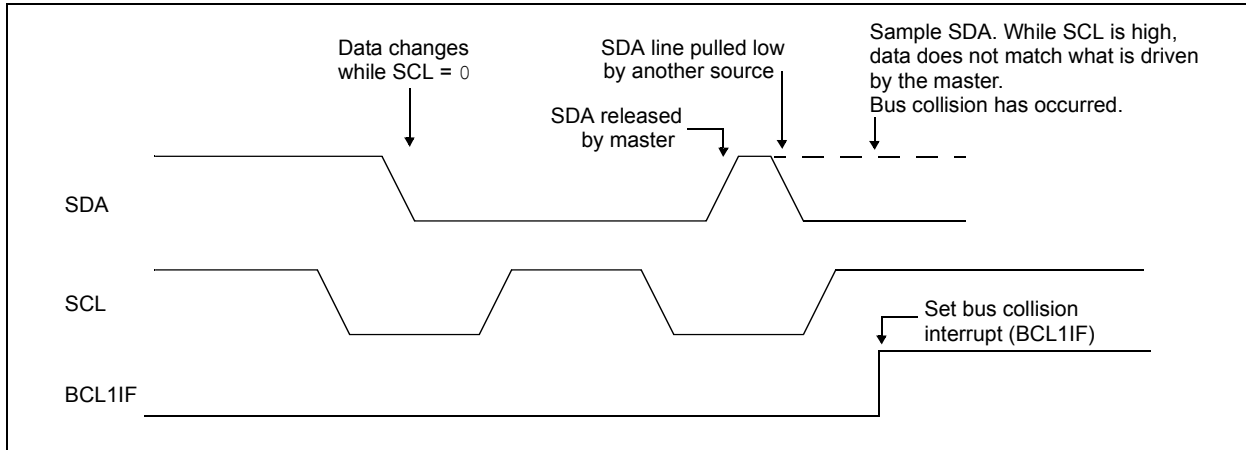 Data changes
while SCL = 0
SDA line pulled low
by another source
SDA released
by master
Sample SDA. While SCL is high,
data does not match what is driven
by the master.
Bus collision has occurred.
SDA
SCL
Set bus collision
interrupt (BCL1IF)
BCL1IF